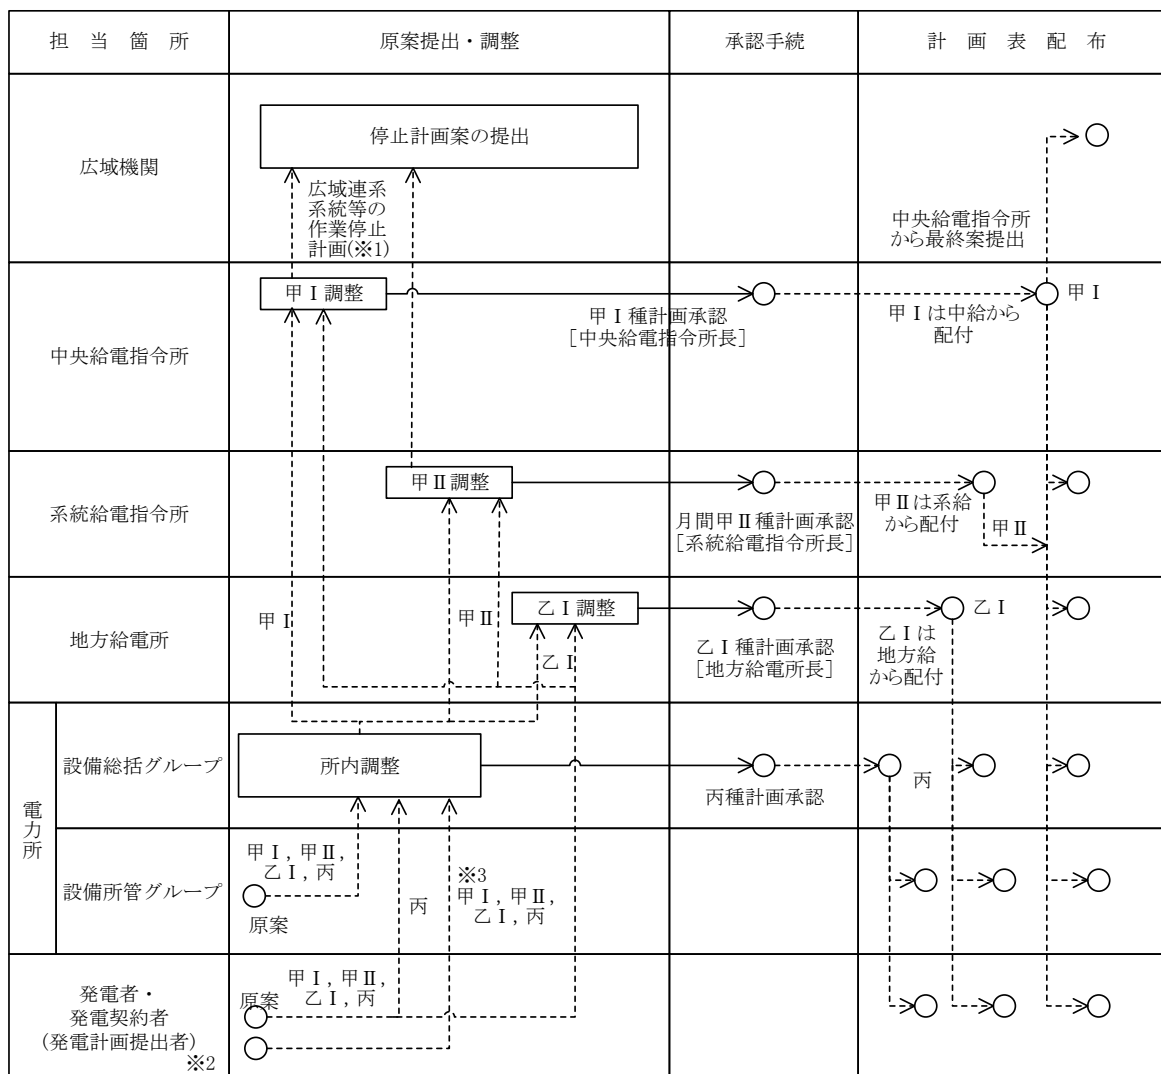 担当箇所
原案提出・調整
承認手続
計画表配布
広域機関
停止計画案の提出
広域連系
系統等の
作業停止
計画(※1)
中央給電指令所
から最終案提出
中央給電指令所
甲Ⅰ調整
甲Ⅰ種計画承認
[中央給電指令所長]
甲Ⅰは中給から
配付
甲Ⅰ
系統給電指令所
甲Ⅱ調整
月間甲Ⅱ種計画承認
[系統給電指令所長]
甲Ⅱは系給
から配付
甲Ⅱ
地方給電所
甲Ⅰ
甲Ⅱ
乙Ⅰ調整
乙Ⅰ
乙Ⅰ種計画承認
[地方給電所長]
乙Ⅰ
乙Ⅰは
地方給
から配付
電力所
設備総括グループ
所内調整
丙種計画承認
丙
設備所管グループ
甲Ⅰ,甲Ⅱ,
乙Ⅰ,丙
原案
丙
※3
甲Ⅰ,甲Ⅱ,
乙Ⅰ,丙
発電者・
発電契約者
(発電計画提出者)
※2
原案
甲Ⅰ,甲Ⅱ,
乙Ⅰ,丙